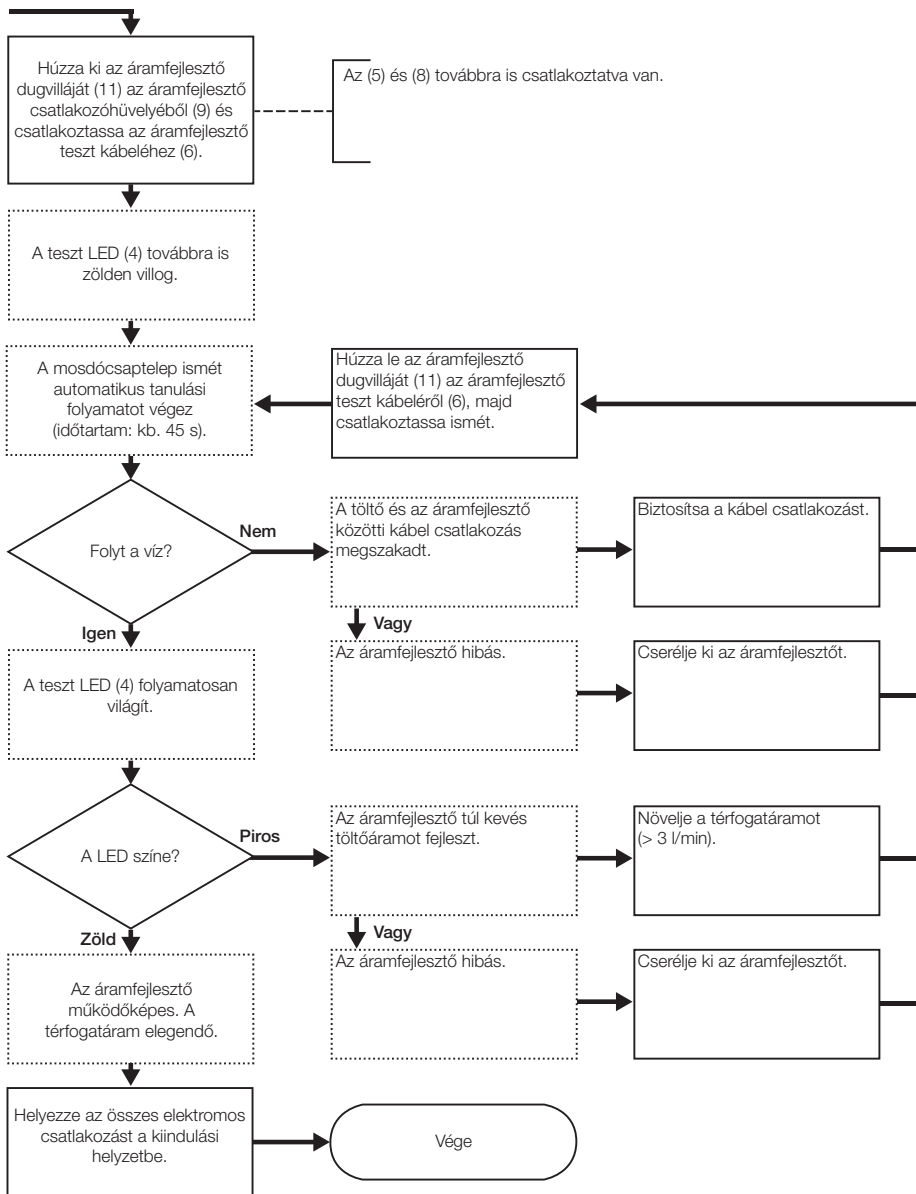 Húzza ki az áramfejlesztő
dugvilláját (11) az áramfejlesztő
csatlakozóhüvelyéből (9) és
csatlakoztassa az áramfejlesztő
teszt kábeléhez (6).
Az (5) és (8) továbbra is csatlakoztatva van.
A teszt LED (4) továbbra is
zölden villog.
A mosdócsaptelep ismét
automatikus tanulási
folyamatot végez
(időtartam: kb. 45 s).
Húzza le az áramfejlesztő
dugvilláját (11) az áramfejlesztő
teszt kábeléről (6), majd
csatlakoztassa ismét.
Folyt a víz?
Nem
A töltő és az áramfejlesztő
közötti kábel csatlakozás
megszakadt.
Biztosítsa a kábel csatlakozást.
Vagy
Az áramfejlesztő hibás.
Cserélje ki az áramfejlesztőt.
Igen
A teszt LED (4) folyamatosan
világít.
A LED színe?
Piros
Az áramfejlesztő túl kevés
töltőáramot fejleszt.
Növelje a térfogatáramot
(> 3 l/min).
Vagy
Az áramfejlesztő hibás.
Cserélje ki az áramfejlesztőt.
Zöld
Az áramfejlesztő
működőképes. A
térfogatáram elegendő.
Helyezze az összes elektromos
csatlakozást a kiindulási
helyzetbe.
Vége